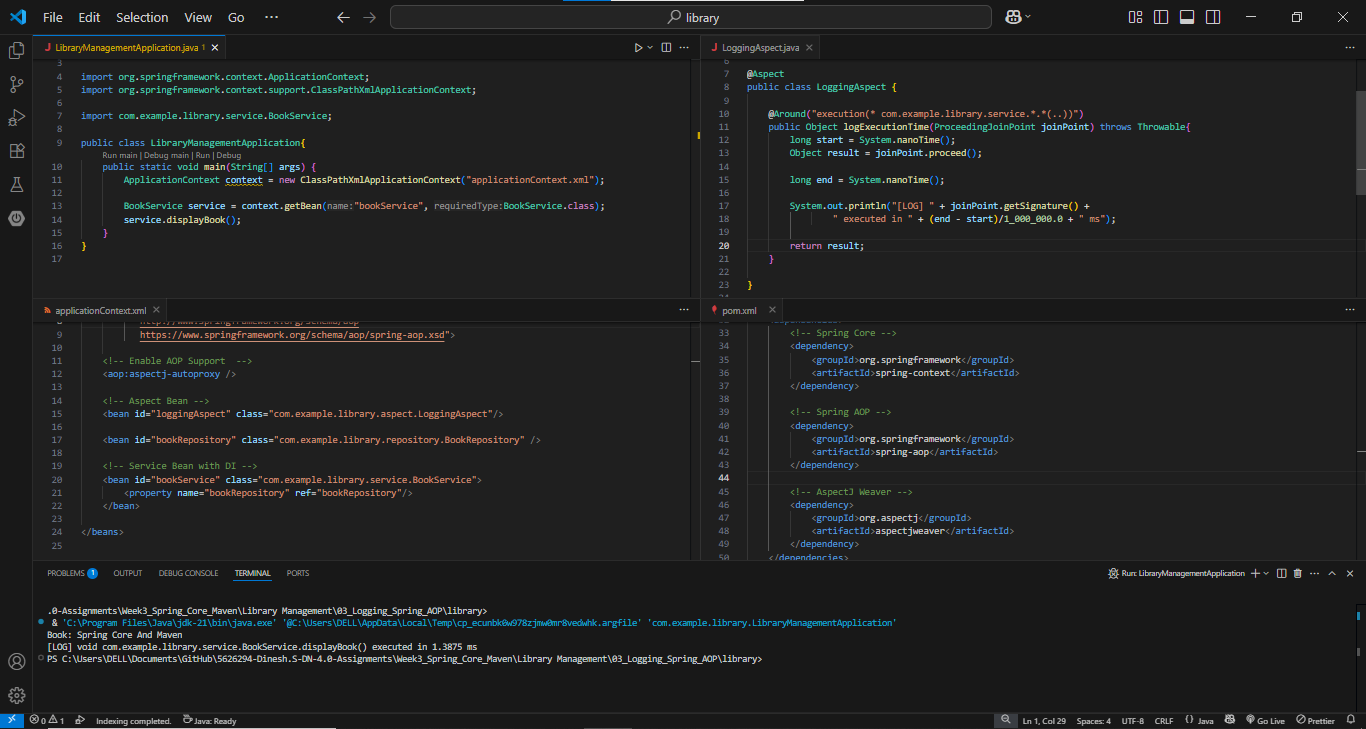 File Edit Selection View Go ··· library
LibraryManagementApplication.java 1
3
4 import org.springframework.context.ApplicationContext;
5 import org.springframework.context.support.ClassPathXmlApplicationContext;
6
7 import com.example.library.service.BookService;
8
9 public class LibraryManagementApplication{
Run main | Debug main | Run | Debug
10 public static void main(String[] args) {
11 ApplicationContext context = new ClassPathXmlApplicationContext("applicationContext.xml");
12
13 BookService service = context.getBean(name:"bookService", requiredType:BookService.class);
14 service.displayBook();
15 }
16 }
17
LoggingAspect.java
6
7 @Aspect
8 public class LoggingAspect {
9
10 @Around("execution(* com.example.library.service.*.*(..))")
11 public Object logExecutionTime(ProceedingJoinPoint joinPoint) throws Throwable{
12 long start = System.nanoTime();
13 Object result = joinPoint.proceed();
14
15 long end = System.nanoTime();
16
17 System.out.println("[LOG] " + joinPoint.getSignature() +
18 " executed in " + (end - start)/1_000_000.0 + " ms");
19
20 return result;
21 }
22
23 }
24
applicationContext.xml
8 http://www.springframework.org/schema/aop
9 https://www.springframework.org/schema/aop/spring-aop.xsd">
10
11 <!-- Enable AOP Support  -->
12 <aop:aspectj-autoproxy />
13
14 <!-- Aspect Bean -->
15 <bean id="loggingAspect" class="com.example.library.aspect.LoggingAspect"/>
16
17 <bean id="bookRepository" class="com.example.library.repository.BookRepository" />
18
19 <!-- Service Bean with DI -->
20 <bean id="bookService" class="com.example.library.service.BookService">
21 <property name="bookRepository" ref="bookRepository"/>
22 </bean>
23
24 </beans>
25
pom.xml
33 <!-- Spring Core -->
34 <dependency>
35 <groupId>org.springframework</groupId>
36 <artifactId>spring-context</artifactId>
37 </dependency>
38
39 <!-- Spring AOP -->
40 <dependency>
41 <groupId>org.springframework</groupId>
42 <artifactId>spring-aop</artifactId>
43 </dependency>
44
45 <!-- AspectJ Weaver -->
46 <dependency>
47 <groupId>org.aspectj</groupId>
48 <artifactId>aspectjweaver</artifactId>
49 </dependency>
50 </dependencies>
PROBLEMS 1 OUTPUT DEBUG CONSOLE TERMINAL PORTS Run: LibraryManagementApplication
.0-Assignments\Week3_Spring_Core_Maven\Library Management\03_Logging_Spring_AOP\library>
& 'C:\Program Files\Java\jdk-21\bin\java.exe' '@C:\Users\DELL\AppData\Local\Temp\cp_ecunbk0w978zjmw0mr8vedwhk.argfile' 'com.example.library.LibraryManagementApplication'
Book: Spring Core And Maven
[LOG] void com.example.library.service.BookService.displayBook() executed in 1.3875 ms
PS C:\Users\DELL\Documents\GitHub\5626294-Dinesh.S-DN-4.0-Assignments\Week3_Spring_Core_Maven\Library Management\03_Logging_Spring_AOP\library>
0 1 Indexing completed. Java: Ready Ln 1, Col 29 Spaces: 4 UTF-8 CRLF {} Java Go Live Prettier